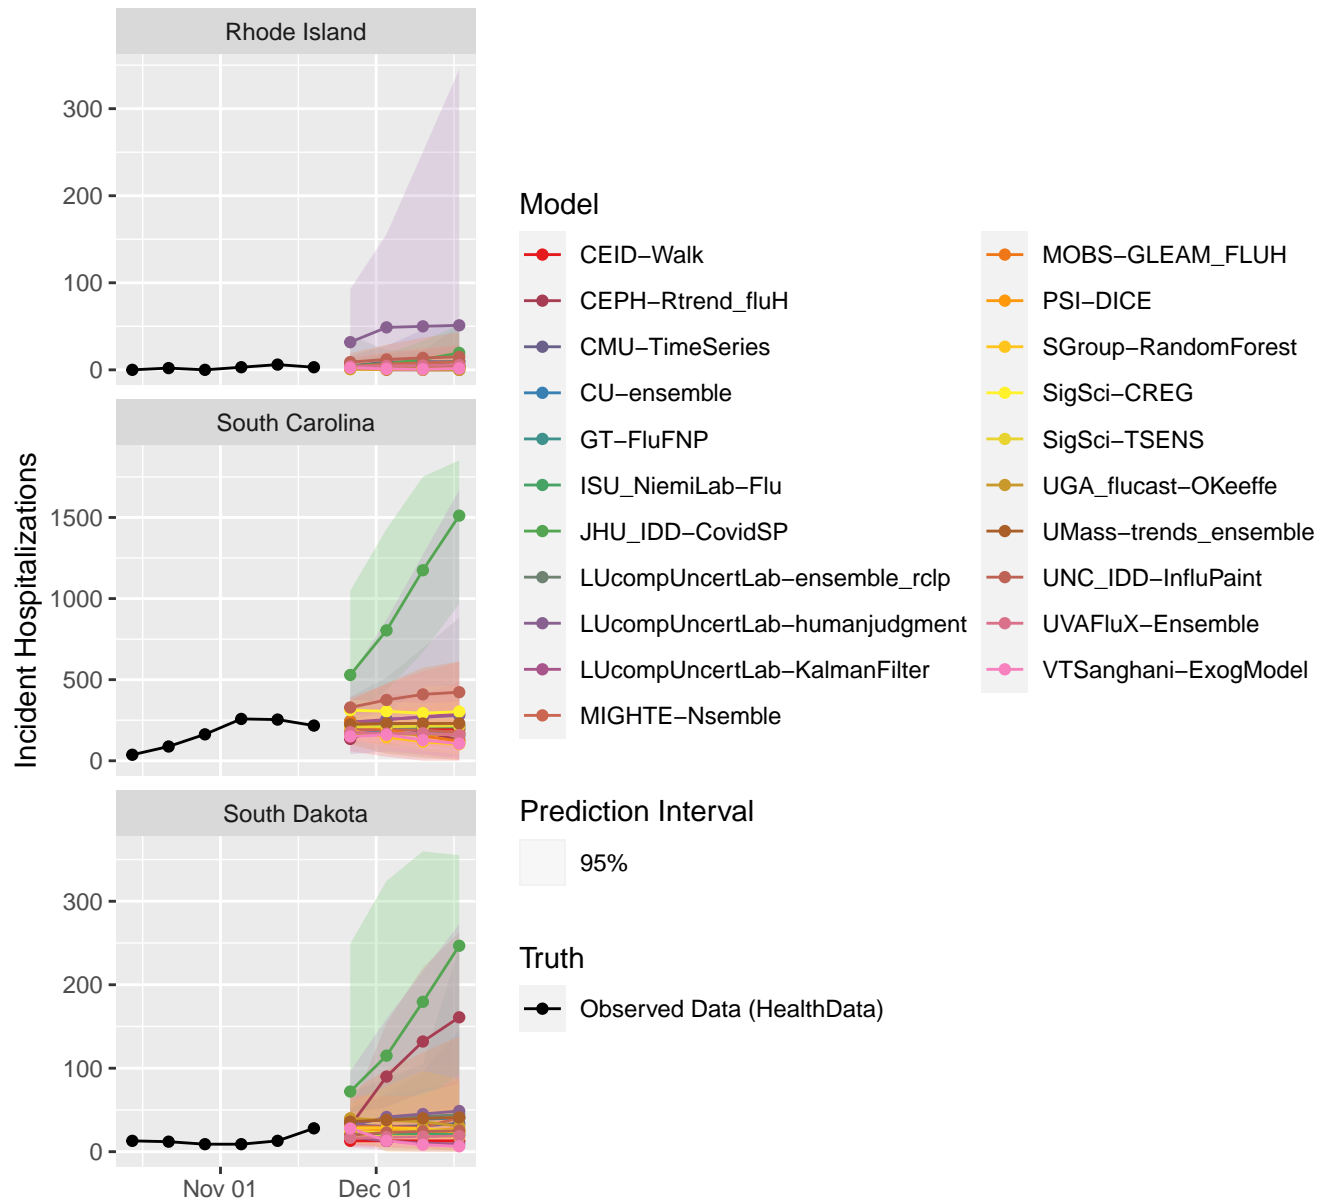 Rhode Island
300
200
100
0
South Carolina
1500
1000
500
0
South Dakota
300
200
100
0
Nov 01
Dec 01
Incident Hospitalizations
Model
CEID−Walk
CEPH−Rtrend_fluH
CMU−TimeSeries
CU−ensemble
GT−FluFNP
ISU_NiemiLab−Flu
JHU_IDD−CovidSP
LUcompUncertLab−ensemble_rclp
LUcompUncertLab−humanjudgment
LUcompUncertLab−KalmanFilter
MIGHTE−Nsemble
MOBS−GLEAM_FLUH
PSI−DICE
SGroup−RandomForest
SigSci−CREG
SigSci−TSENS
UGA_flucast−OKeeffe
UMass−trends_ensemble
UNC_IDD−InfluPaint
UVAFluX−Ensemble
VTSanghani−ExogModel
Prediction Interval
95%
Truth
Observed Data (HealthData)